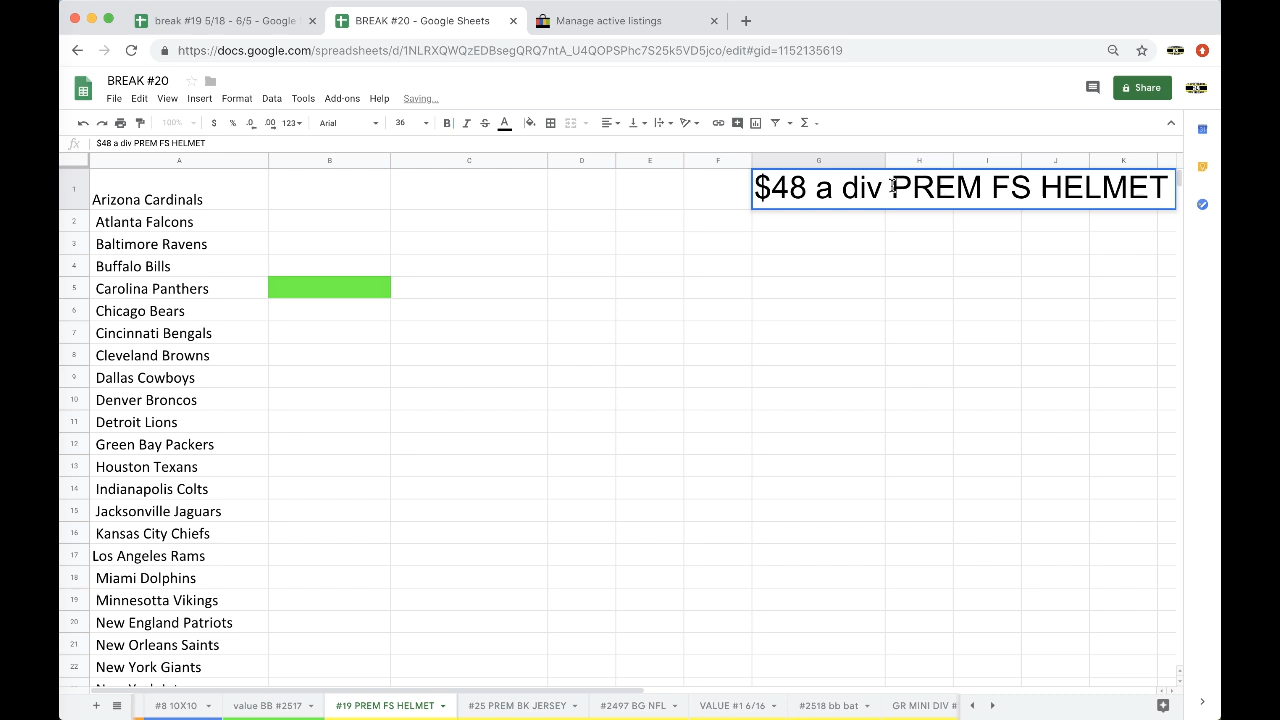 break #19 5/18 - 6/5 - Google
BREAK #20 - Google Sheets
Manage active listings
https://docs.google.com/spreadsheets/d/1NLRXQWQzEDBsegQRQ7ntA_U4QOPSPhc7S25k5VD5jco/edit#gid=1152135619
BREAK #20
File Edit View Insert Format Data Tools Add-ons Help Saving...
Share
100% $ % .0 .00 123 Arial 36 B I S A
fx $48 a div PREM FS HELMET
A B C D E F G H I J K
1 Arizona Cardinals $48 a div PREM FS HELMET
2 Atlanta Falcons
3 Baltimore Ravens
4 Buffalo Bills
5 Carolina Panthers
6 Chicago Bears
7 Cincinnati Bengals
8 Cleveland Browns
9 Dallas Cowboys
10 Denver Broncos
11 Detroit Lions
12 Green Bay Packers
13 Houston Texans
14 Indianapolis Colts
15 Jacksonville Jaguars
16 Kansas City Chiefs
17 Los Angeles Rams
18 Miami Dolphins
19 Minnesota Vikings
20 New England Patriots
21 New Orleans Saints
22 New York Giants
#8 10X10 value BB #2517 #19 PREM FS HELMET #25 PREM BK JERSEY #2497 BG NFL VALUE #1 6/16 #2518 bb bat GR MINI DIV #